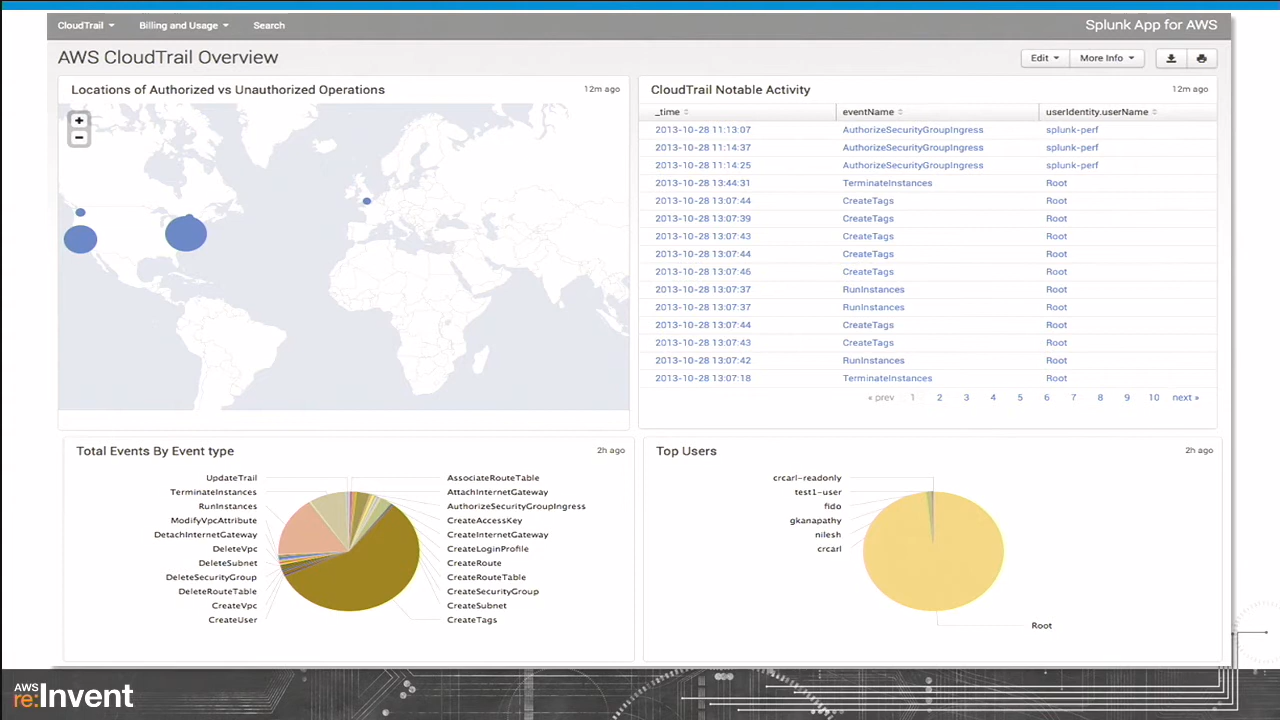 CloudTrail Billing and Usage Search Splunk App for AWS
AWS CloudTrail Overview Edit More Info
Locations of Authorized vs Unauthorized Operations 12m ago
+
−
CloudTrail Notable Activity 12m ago
_time eventName userIdentity.userName
2013-10-28 11:13:07 AuthorizeSecurityGroupIngress splunk-perf
2013-10-28 11:14:37 AuthorizeSecurityGroupIngress splunk-perf
2013-10-28 11:14:25 AuthorizeSecurityGroupIngress splunk-perf
2013-10-28 13:44:31 TerminateInstances Root
2013-10-28 13:07:44 CreateTags Root
2013-10-28 13:07:39 CreateTags Root
2013-10-28 13:07:43 CreateTags Root
2013-10-28 13:07:44 CreateTags Root
2013-10-28 13:07:46 CreateTags Root
2013-10-28 13:07:37 RunInstances Root
2013-10-28 13:07:37 RunInstances Root
2013-10-28 13:07:44 CreateTags Root
2013-10-28 13:07:43 CreateTags Root
2013-10-28 13:07:42 RunInstances Root
2013-10-28 13:07:18 TerminateInstances Root
« prev 1 2 3 4 5 6 7 8 9 10 next »
Total Events By Event type 2h ago
UpdateTrail
TerminateInstances
RunInstances
ModifyVpcAttribute
DetachInternetGateway
DeleteVpc
DeleteSubnet
DeleteSecurityGroup
DeleteRouteTable
CreateVpc
CreateUser
AssociateRouteTable
AttachInternetGateway
AuthorizeSecurityGroupIngress
CreateAccessKey
CreateInternetGateway
CreateLoginProfile
CreateRoute
CreateRouteTable
CreateSecurityGroup
CreateSubnet
CreateTags
Top Users 2h ago
crcarl-readonly
test1-user
fido
gkanapathy
nilesh
crcarl
Root
AWS
re:Invent